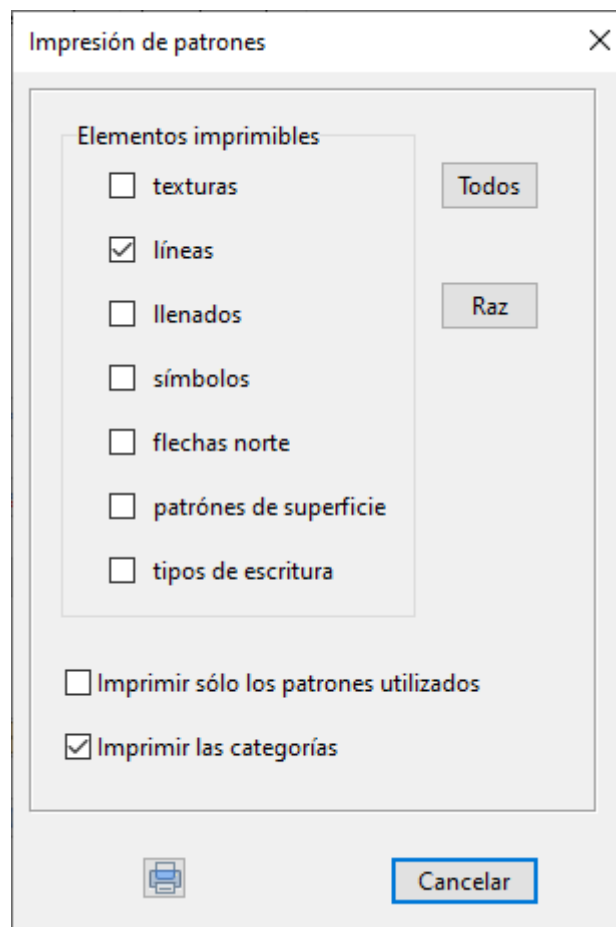 Impresión de patrones
Elementos imprimibles
texturas
Todos
líneas
llenados
Raz
símbolos
flechas norte
patrónes de superficie
tipos de escritura
Imprimir sólo los patrones utilizados
Imprimir las categorías
Cancelar